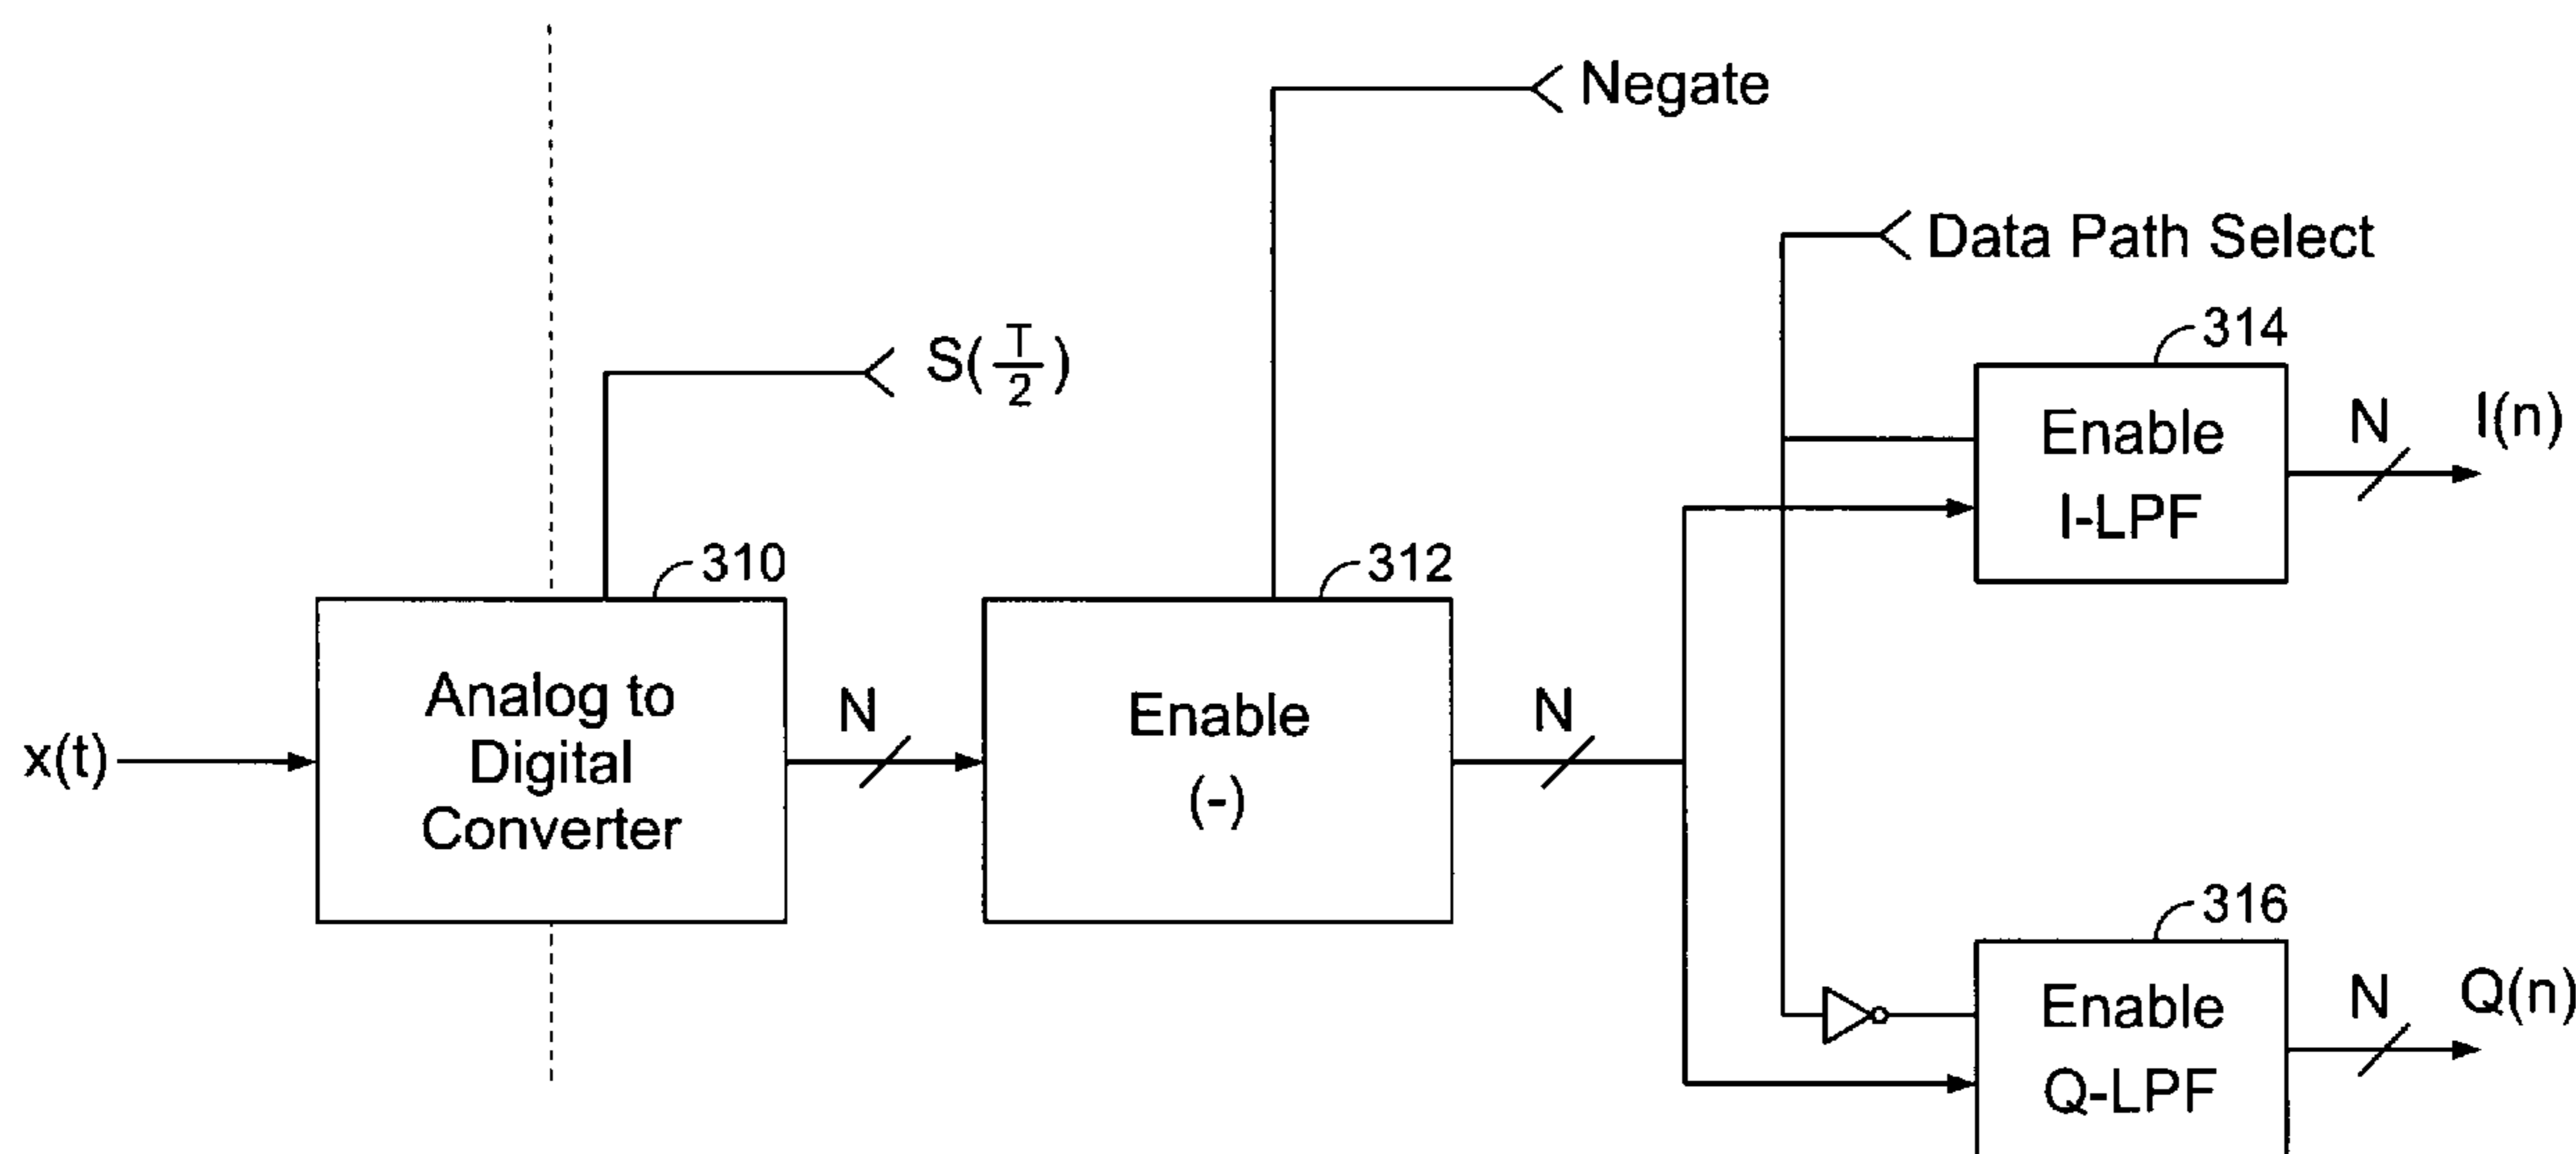 Negate
Data Path Select
S(T/2)
314
Enable
I-LPF
N
I(n)
310
312
x(t)
Analog to
Digital
Converter
N
Enable
(-)
N
316
Enable
Q-LPF
N
Q(n)